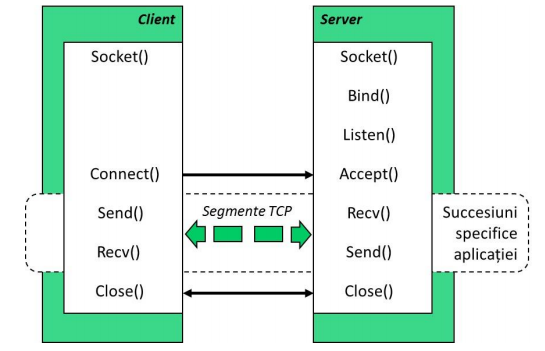 Client
Server
Socket()
Socket()
Bind()
Listen()
Connect()
Accept()
Send()
Segmente TCP
Recv()
Succesiuni
specifice
aplicației
Recv()
Send()
Close()
Close()